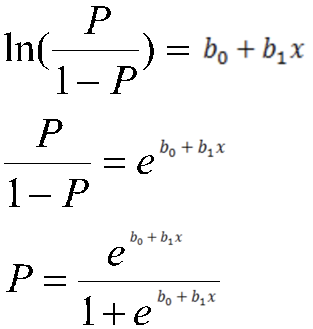 ln(P/(1 − P)) = b₀ + b₁x
P/(1 − P) = e^(b₀ + b₁x)
P = e^(b₀ + b₁x)/(1 + e^(b₀ + b₁x))